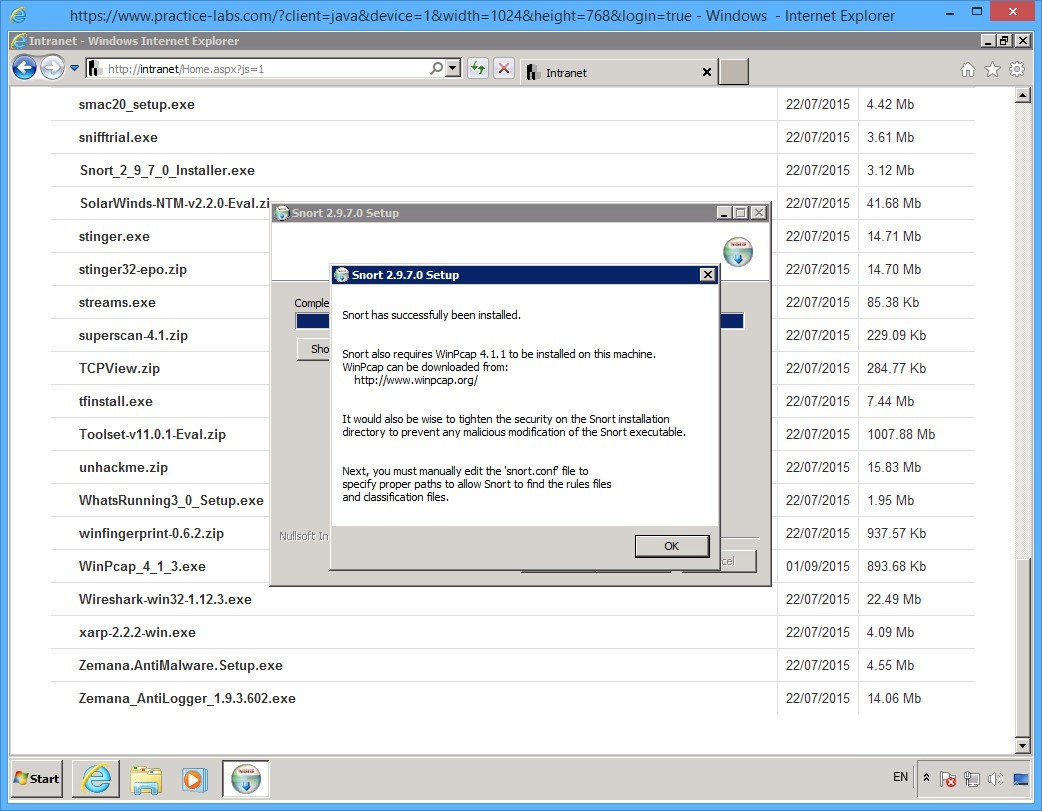 https://www.practice-labs.com/?client=java&device=1&width=1024&height=768&login=true - Windows - Internet Explorer
Intranet - Windows Internet Explorer
http://intranet/Home.aspx?js=1
Intranet
smac20_setup.exe 22/07/2015 4.42 Mb
snifftrial.exe 22/07/2015 3.61 Mb
Snort_2_9_7_0_Installer.exe 22/07/2015 3.12 Mb
SolarWinds-NTM-v2.2.0-Eval.zi 22/07/2015 41.68 Mb
stinger.exe 22/07/2015 14.71 Mb
stinger32-epo.zip 22/07/2015 14.70 Mb
streams.exe 22/07/2015 85.38 Kb
superscan-4.1.zip 22/07/2015 229.09 Kb
TCPView.zip 22/07/2015 284.77 Kb
tfinstall.exe 22/07/2015 7.44 Mb
Toolset-v11.0.1-Eval.zip 22/07/2015 1007.88 Mb
unhackme.zip 22/07/2015 15.83 Mb
WhatsRunning3_0_Setup.exe 22/07/2015 1.95 Mb
winfingerprint-0.6.2.zip 22/07/2015 937.57 Kb
WinPcap_4_1_3.exe 01/09/2015 893.68 Kb
Wireshark-win32-1.12.3.exe 22/07/2015 22.49 Mb
xarp-2.2.2-win.exe 22/07/2015 4.09 Mb
Zemana.AntiMalware.Setup.exe 22/07/2015 4.55 Mb
Zemana_AntiLogger_1.9.3.602.exe 22/07/2015 14.06 Mb
Snort 2.9.7.0 Setup
Comple
Sho
Nullsoft In
cel
Snort 2.9.7.0 Setup
Snort has successfully been installed.
Snort also requires WinPcap 4.1.1 to be installed on this machine.
WinPcap can be downloaded from:
http://www.winpcap.org/
It would also be wise to tighten the security on the Snort installation
directory to prevent any malicious modification of the Snort executable.
Next, you must manually edit the 'snort.conf' file to
specify proper paths to allow Snort to find the rules files
and classification files.
OK
Start
EN